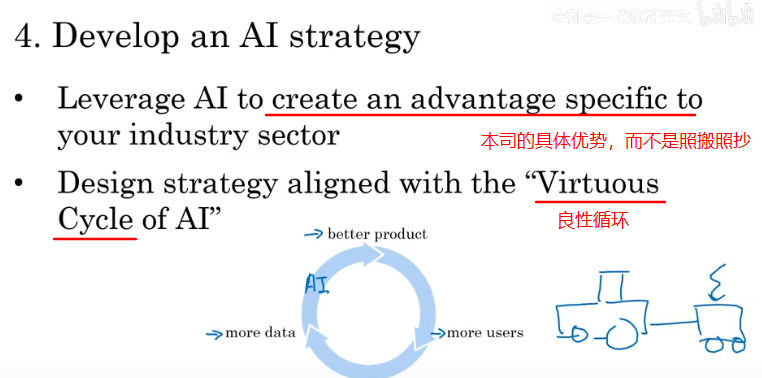 4. Develop an AI strategy
• Leverage AI to create an advantage specific to
your industry sector
本司的具体优势，而不是照搬照抄
• Design strategy aligned with the “Virtuous
Cycle of AI”
良性循环
→ better product
AI
→ more data
→ more users
bilibili